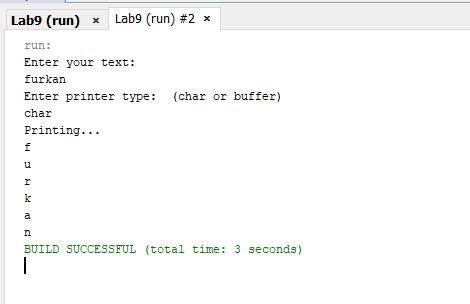 Lab9 (run) × Lab9 (run) #2 ×
run:
Enter your text:
furkan
Enter printer type:  (char or buffer)
char
Printing...
f
u
r
k
a
n
BUILD SUCCESSFUL (total time: 3 seconds)